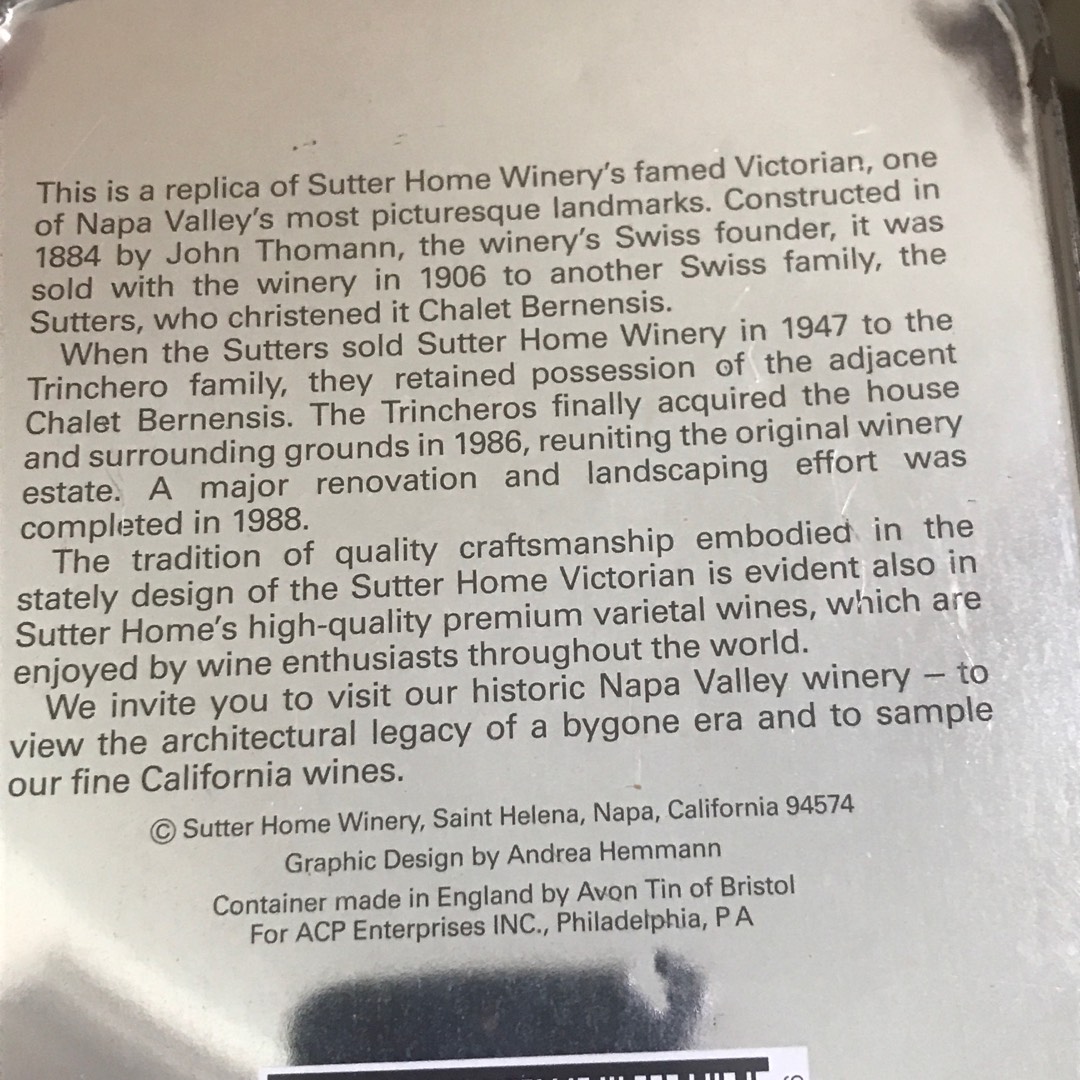 This is a replica of Sutter Home Winery's famed Victorian, one
of Napa Valley's most picturesque landmarks. Constructed in
1884 by John Thomann, the winery's Swiss founder, it was
sold with the winery in 1906 to another Swiss family, the
Sutters, who christened it Chalet Bernensis.
When the Sutters sold Sutter Home Winery in 1947 to the
Trinchero family, they retained possession of the adjacent
Chalet Bernensis. The Trincheros finally acquired the house
and surrounding grounds in 1986, reuniting the original winery
estate. A major renovation and landscaping effort was
completed in 1988.
The tradition of quality craftsmanship embodied in the
stately design of the Sutter Home Victorian is evident also in
Sutter Home's high-quality premium varietal wines, which are
enjoyed by wine enthusiasts throughout the world.
We invite you to visit our historic Napa Valley winery – to
view the architectural legacy of a bygone era and to sample
our fine California wines.
© Sutter Home Winery, Saint Helena, Napa, California 94574
Graphic Design by Andrea Hemmann
Container made in England by Avon Tin of Bristol
For ACP Enterprises INC., Philadelphia, P A